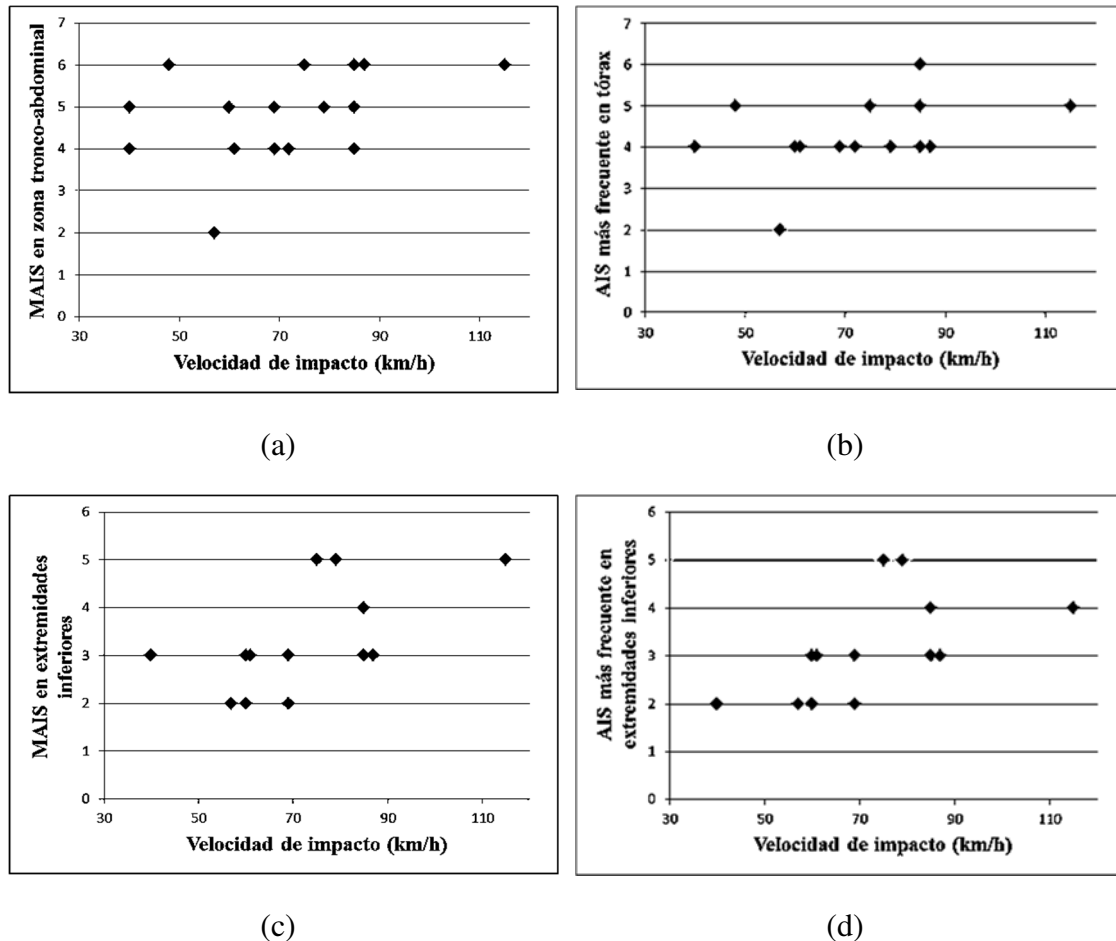 7
6
5
4
3
2
1
0
30 50 70 90 110
MAIS en zona tronco-abdominal
Velocidad de impacto (km/h)
(a)
7
6
5
4
3
2
1
0
30 50 70 90 110
AIS más frecuente en tórax
Velocidad de impacto (km/h)
(b)
6
5
4
3
2
1
0
30 50 70 90 110
MAIS en extremidades
inferiores
Velocidad de impacto (km/h)
(c)
6
5
4
3
2
1
0
30 50 70 90 110
AIS más frecuente en
extremidades inferiores
Velocidad de impacto (km/h)
(d)